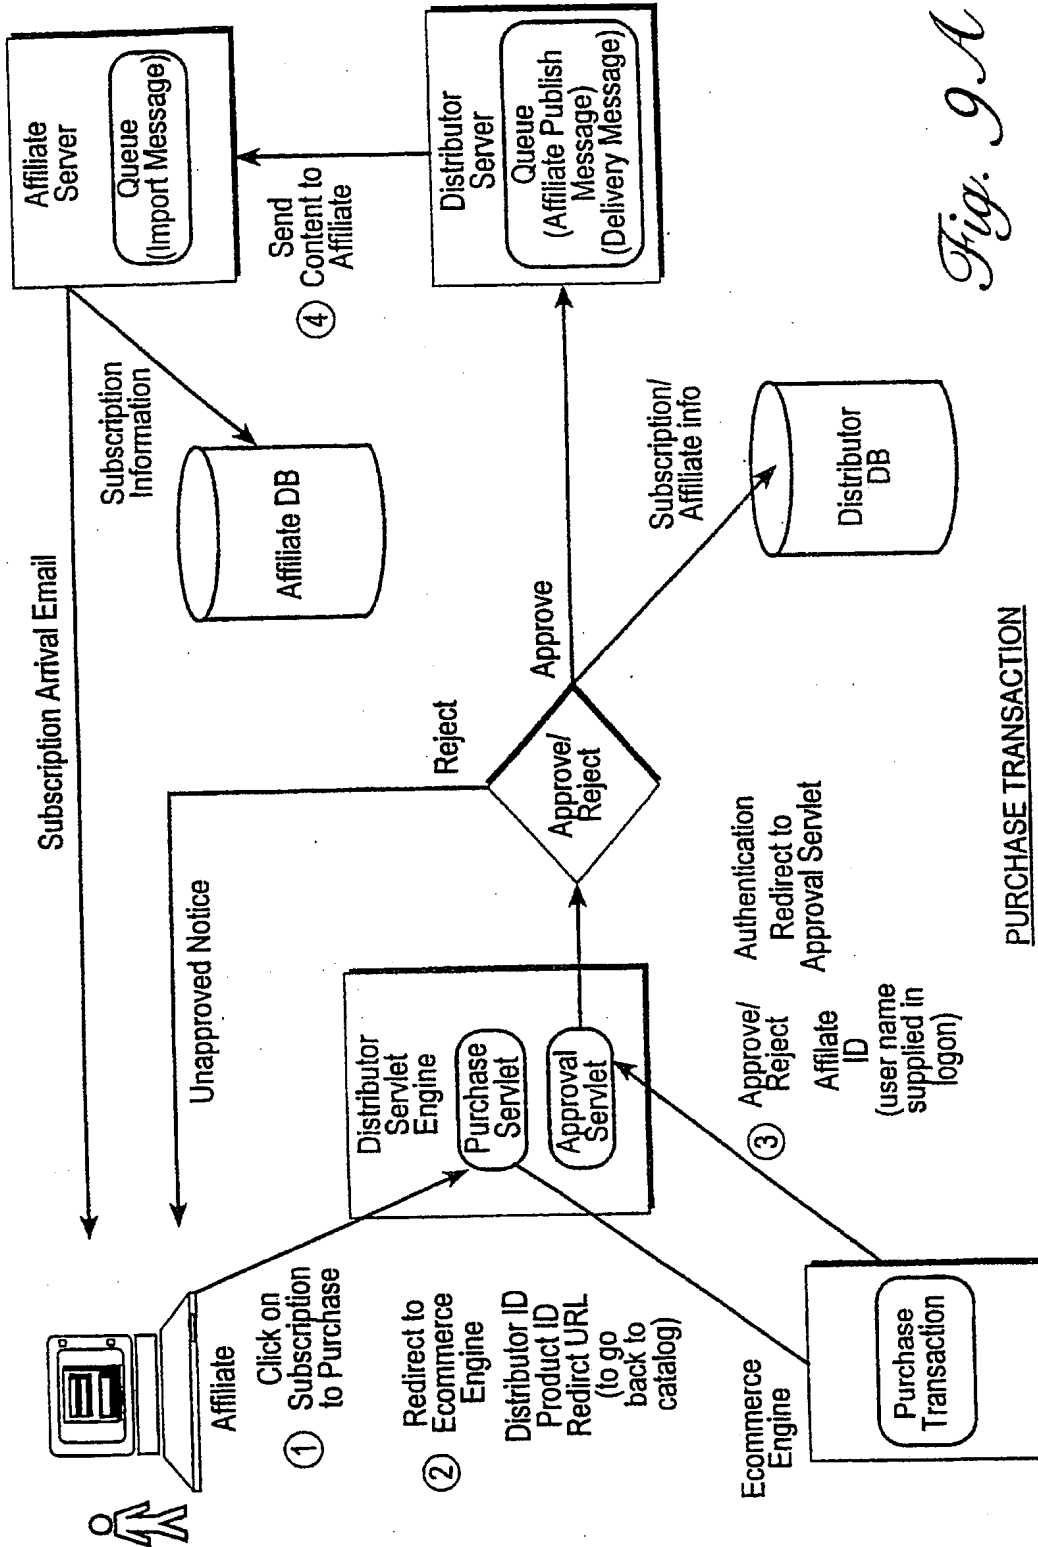 Subscription Arrival Email
Unapproved Notice
Affiliate
Server
Queue
(Import Message)
Subscription
Information
Affiliate DB
Send
Content to
Affiliate
4
Affiliate
Click on
Subscription
to Purchase
1
Redirect to
Ecommerce
Engine
2
Distributor ID
Product ID
Redirct URL
(to go
back to
catalog)
Distributor
Servlet
Engine
Purchase
Servlet
Approval
Servlet
Reject
Approve/
Reject
Approve
Distributor
Server
Queue
(Affiliate Publish
Message)
(Delivery Message)
Subscription/
Affiliate info
Distributor
DB
Ecommerce
Engine
Purchase
Transaction
3
Approve/
Reject
Affilate
ID
(user name
supplied in
logon)
Authentication
Redirect to
Approval Servlet
PURCHASE TRANSACTION
Fig. 9A